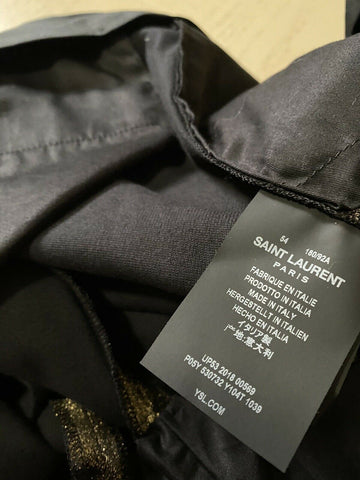 54 180/92A
SAINT LAURENT
PARIS
FABRIQUE EN ITALIE
PRODOTTO IN ITALIA
MADE IN ITALY
HERGESTELLT IN ITALIEN
HECHO EN ITALIA
イタリア製
产地:意大利
UP53 2018 00569
P05Y 530732 Y104T 1039
YSL.COM